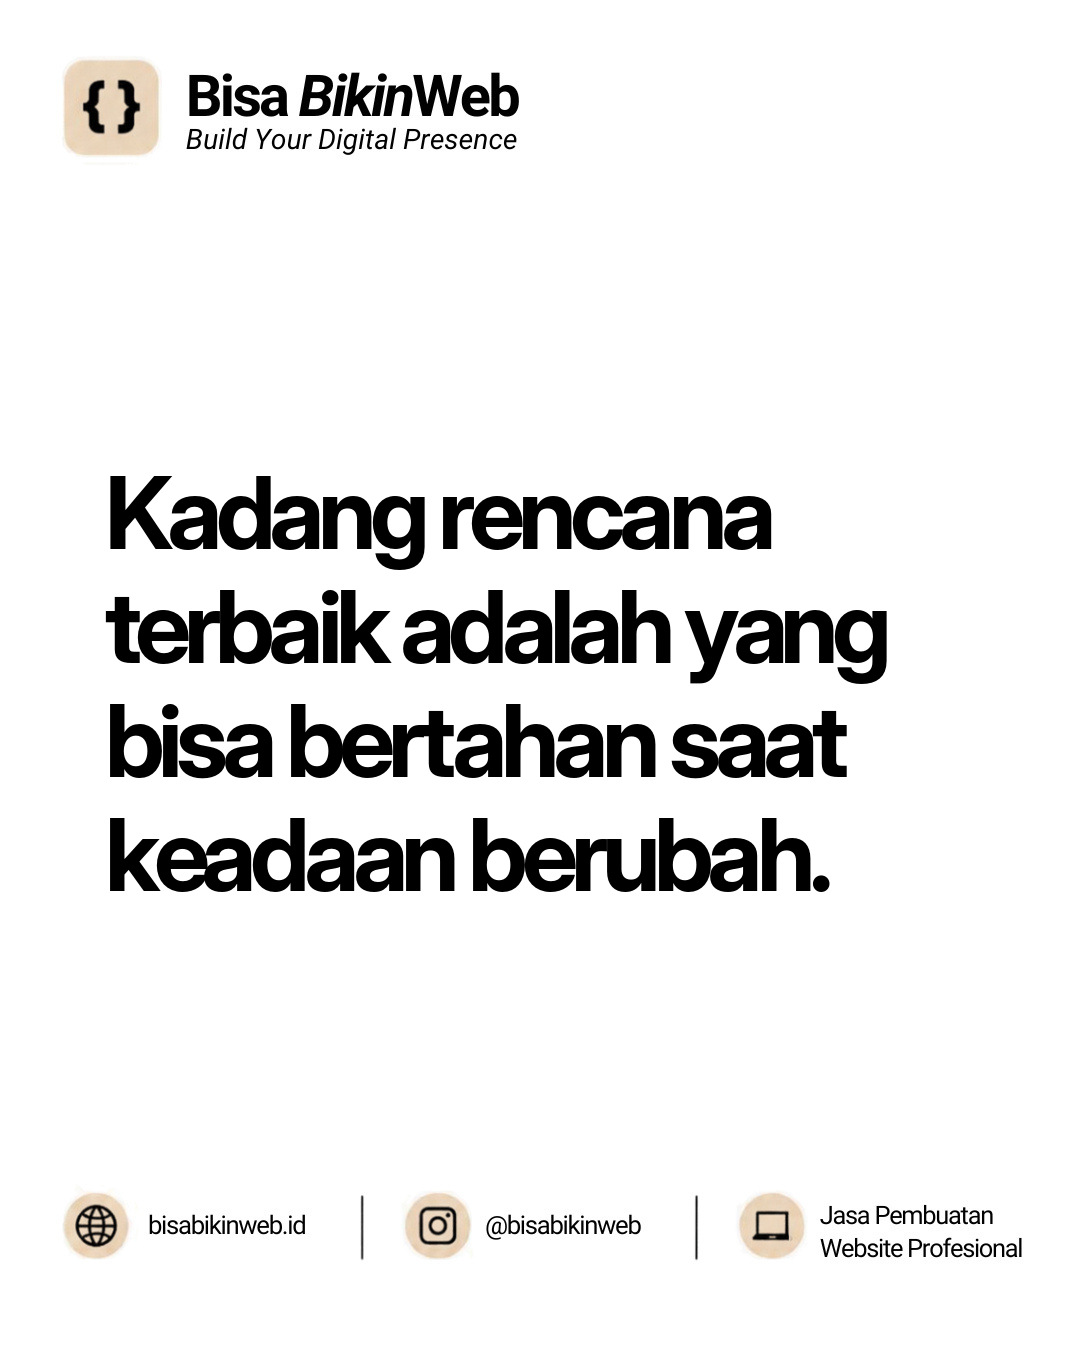 { }
Bisa BikinWeb
Build Your Digital Presence
Kadang rencana
terbaik adalah yang
bisa bertahan saat
keadaan berubah.
bisabikinweb.id
@bisabikinweb
Jasa Pembuatan
Website Profesional